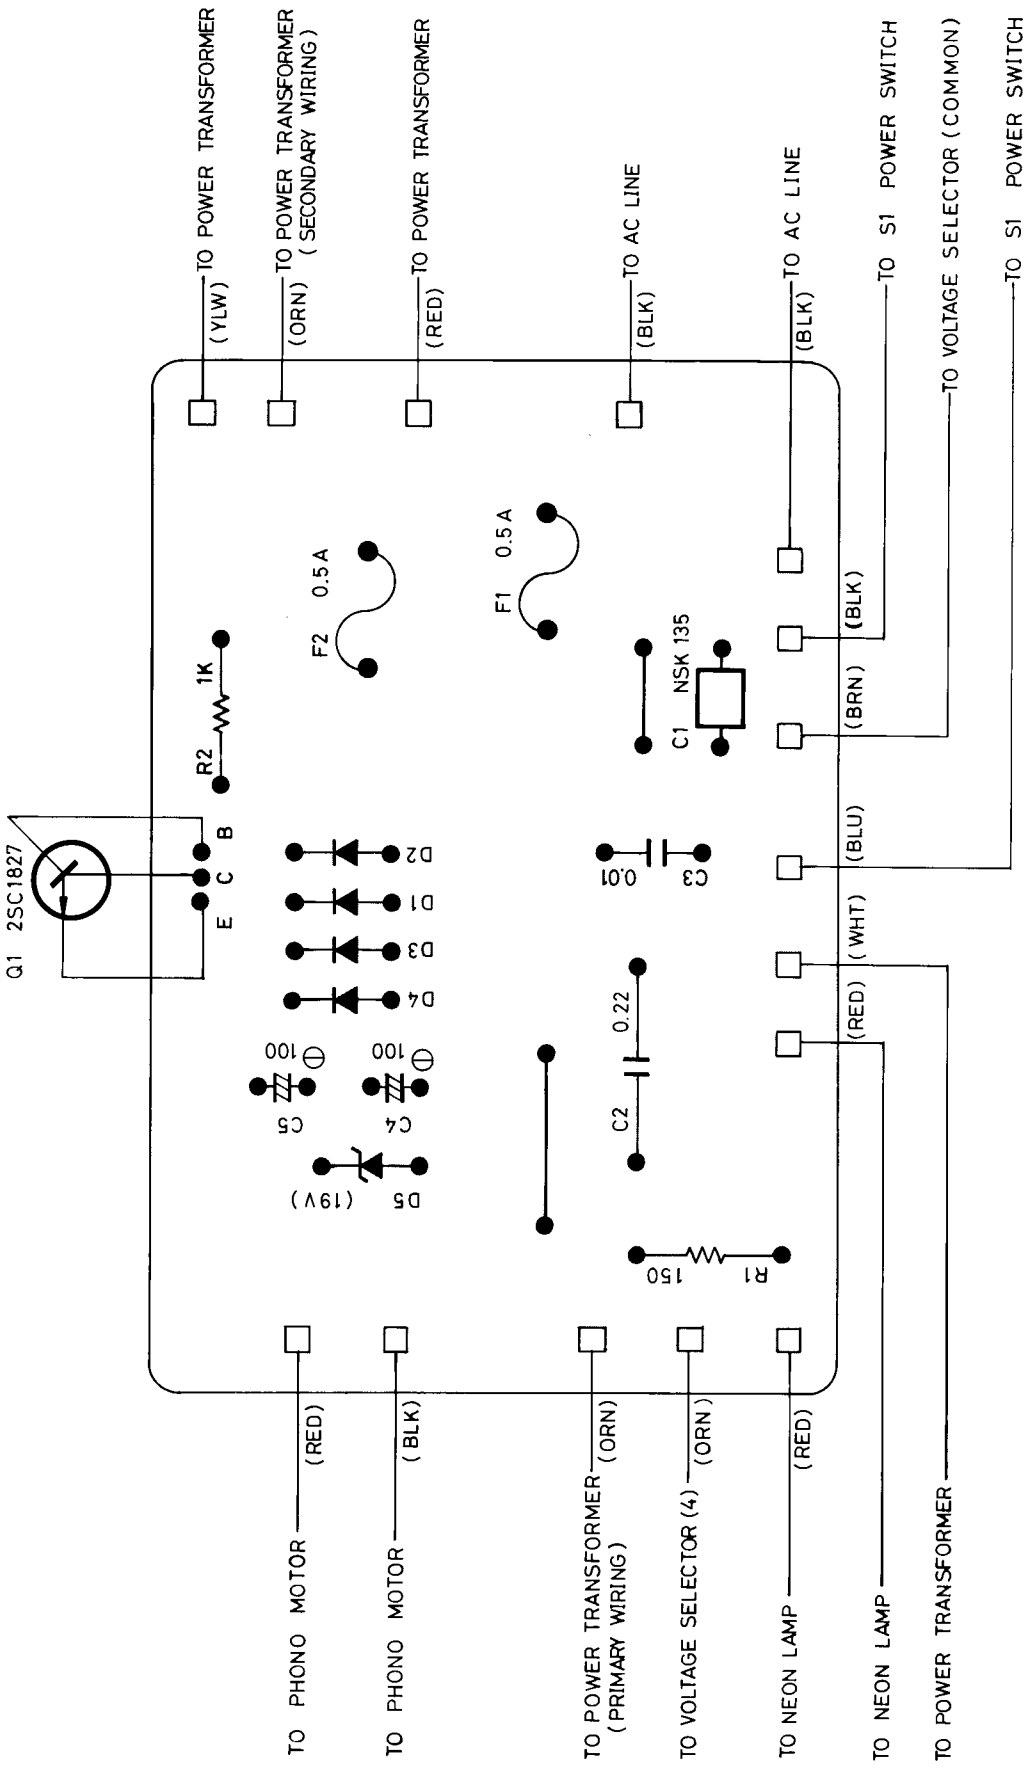 Q1 2SC1827
E C B
R2 1K
F2 0.5A
F1 0.5A
D4 D3 D1 D2
C5 100
C4 100
(19V) D5
C2 0.22
0.01 C3
C1 NSK 135
150 R1
(YLW) TO POWER TRANSFORMER
(ORN) TO POWER TRANSFORMER
(SECONDARY WIRING)
(RED) TO POWER TRANSFORMER
(BLK) TO AC LINE
(BLK) TO AC LINE
(BLK) TO S1 POWER SWITCH
(BRN) TO VOLTAGE SELECTOR (COMMON)
(BLU) TO S1 POWER SWITCH
TO PHONO MOTOR (RED)
TO PHONO MOTOR (BLK)
TO POWER TRANSFORMER (ORN)
(PRIMARY WIRING)
TO VOLTAGE SELECTOR (4) (ORN)
TO NEON LAMP (RED)
TO NEON LAMP (RED)
TO POWER TRANSFORMER (WHT)